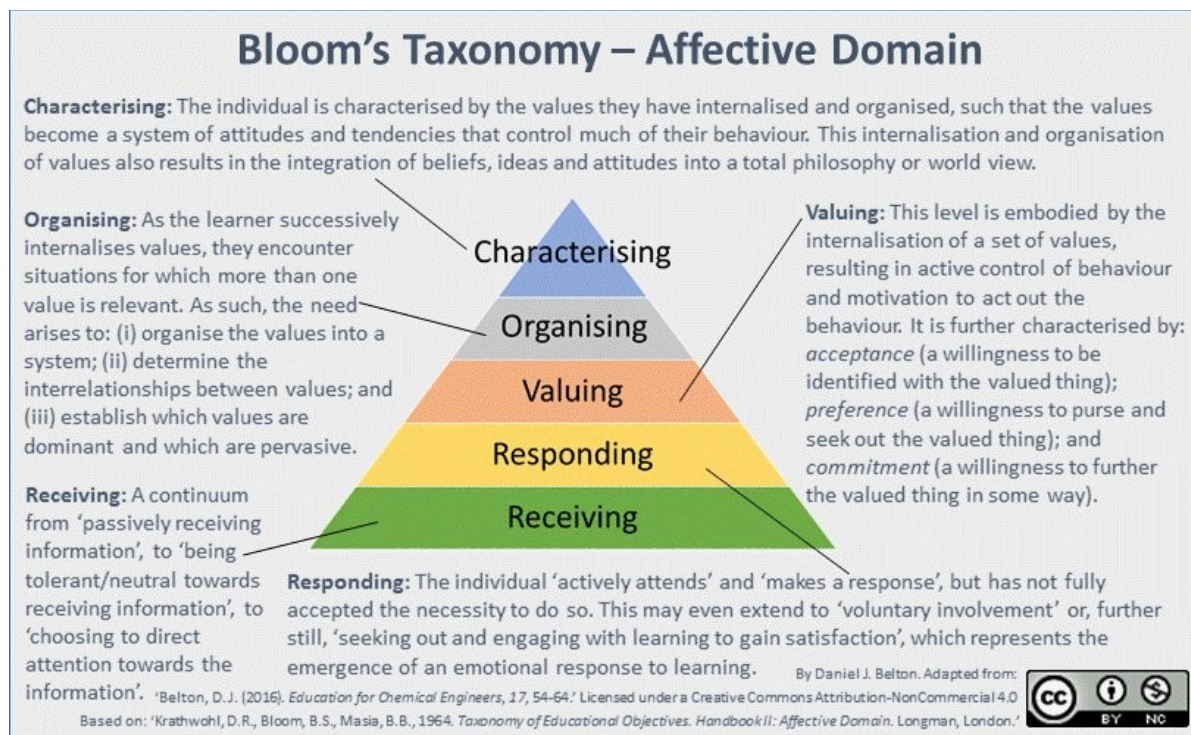 Bloom's Taxonomy – Affective Domain
Characterising: The individual is characterised by the values they have internalised and organised, such that the values
become a system of attitudes and tendencies that control much of their behaviour. This internalisation and organisation
of values also results in the integration of beliefs, ideas and attitudes into a total philosophy or world view.
Organising: As the learner successively
internalises values, they encounter
situations for which more than one
value is relevant. As such, the need
arises to: (i) organise the values into a
system; (ii) determine the
interrelationships between values; and
(iii) establish which values are
dominant and which are pervasive.
Characterising
Organising
Valuing
Responding
Receiving
Valuing: This level is embodied by the
internalisation of a set of values,
resulting in active control of behaviour
and motivation to act out the
behaviour. It is further characterised by:
acceptance (a willingness to be
identified with the valued thing);
preference (a willingness to purse and
seek out the valued thing); and
commitment (a willingness to further
the valued thing in some way).
Receiving: A continuum
from 'passively receiving
information', to 'being
tolerant/neutral towards
receiving information', to
'choosing to direct
attention towards the
information'.
Responding: The individual 'actively attends' and 'makes a response', but has not fully
accepted the necessity to do so. This may even extend to 'voluntary involvement' or, further
still, 'seeking out and engaging with learning to gain satisfaction', which represents the
emergence of an emotional response to learning.
By Daniel J. Belton. Adapted from:
'Belton, D.J. (2016). Education for Chemical Engineers, 17, 54-64.' Licensed under a Creative Commons Attribution-NonCommercial 4.0
Based on: 'Krathwohl, D.R., Bloom, B.S., Masia, B.B., 1964. Taxonomy of Educational Objectives. Handbook II: Affective Domain. Longman, London.'
cc
BY NC